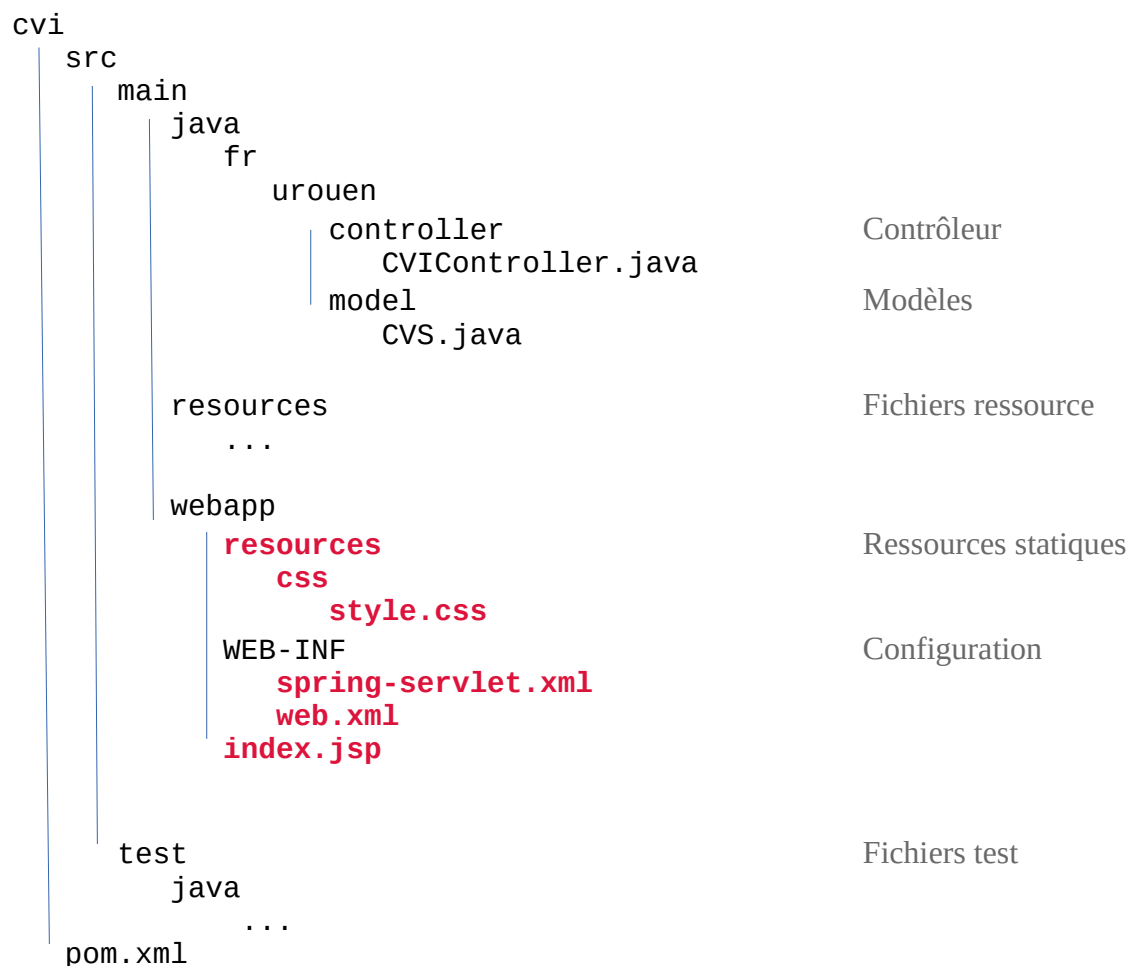 cvi
src
main
java
fr
urouen
controller Contrôleur
CVIController.java
model Modèles
CVS.java
resources Fichiers ressource
...
webapp
resources Ressources statiques
css
style.css
WEB-INF Configuration
spring-servlet.xml
web.xml
index.jsp
test Fichiers test
java
...
pom.xml